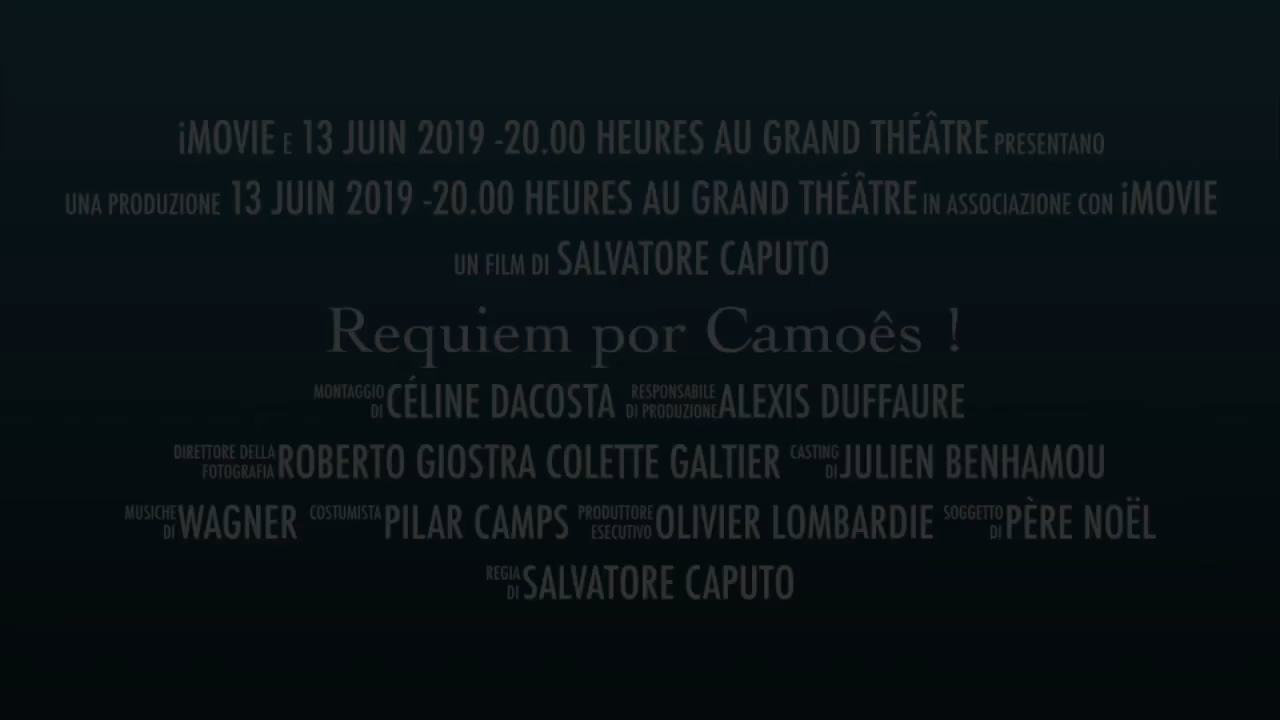 iMOVIE E 13 JUIN 2019 -20.00 HEURES AU GRAND THÉÂTRE PRESENTANO
UNA PRODUZIONE 13 JUIN 2019 -20.00 HEURES AU GRAND THÉÂTRE IN ASSOCIAZIONE CON iMOVIE
UN FILM DI SALVATORE CAPUTO
Requiem por Camoês !
MONTAGGIO DI CÉLINE DACOSTA RESPONSABILE DI PRODUZIONE ALEXIS DUFFAURE
DIRETTORE DELLA FOTOGRAFIA ROBERTO GIOSTRA COLETTE GALTIER CASTING DI JULIEN BENHAMOU
MUSICHE DI WAGNER COSTUMISTA PILAR CAMPS PRODUTTORE ESECUTIVO OLIVIER LOMBARDIE SOGGETTO DI PÈRE NOËL
REGIA DI SALVATORE CAPUTO